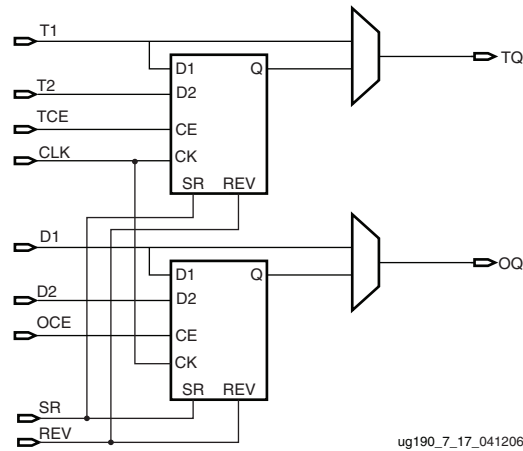 T1
TQ
D1 Q
T2
D2
TCE
CE
CLK
CK
SR REV
D1
D1 Q
OQ
D2
D2
OCE
CE
CK
SR REV
SR
REV
ug190_7_17_041206